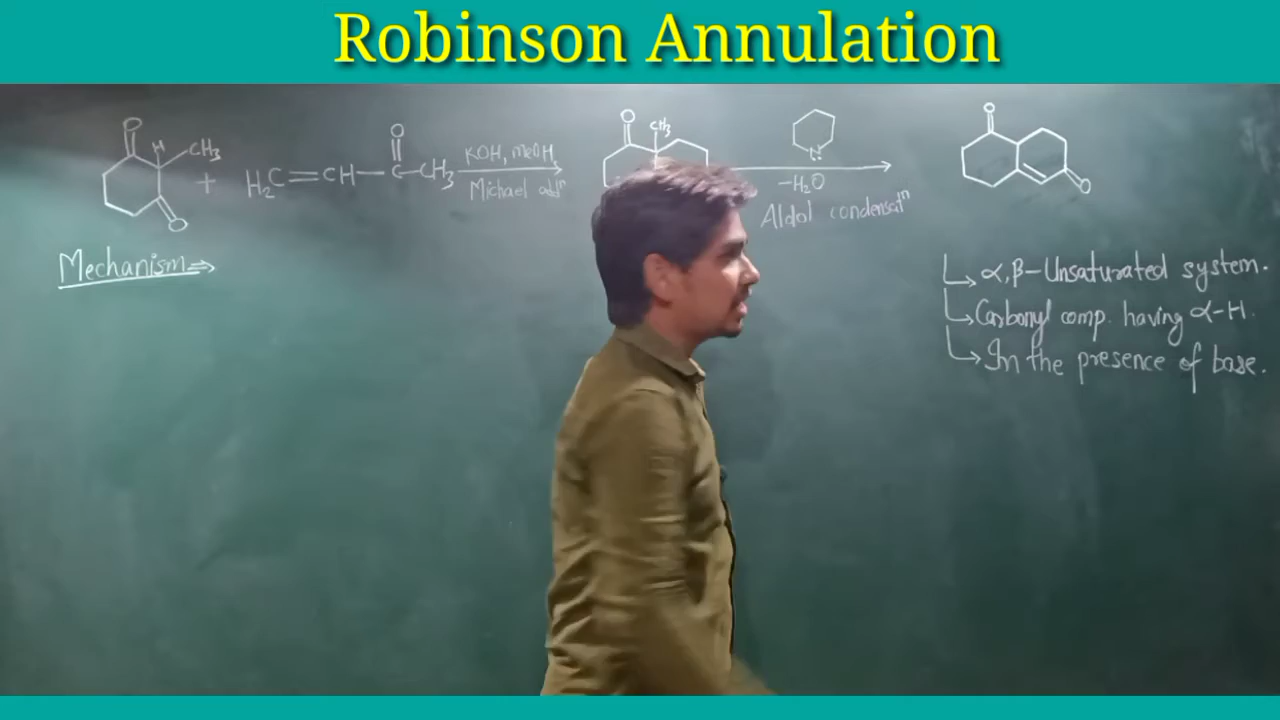 Robinson Annulation
O H CH3 O + H2C=CH-C-CH3 O
KOH, MeOH
Michael addn
O CH3
-H2O
Aldol condensatn
O O
Mechanism ⇒
α,β-Unsaturated system.
Carbonyl comp. having α-H.
In the presence of base.